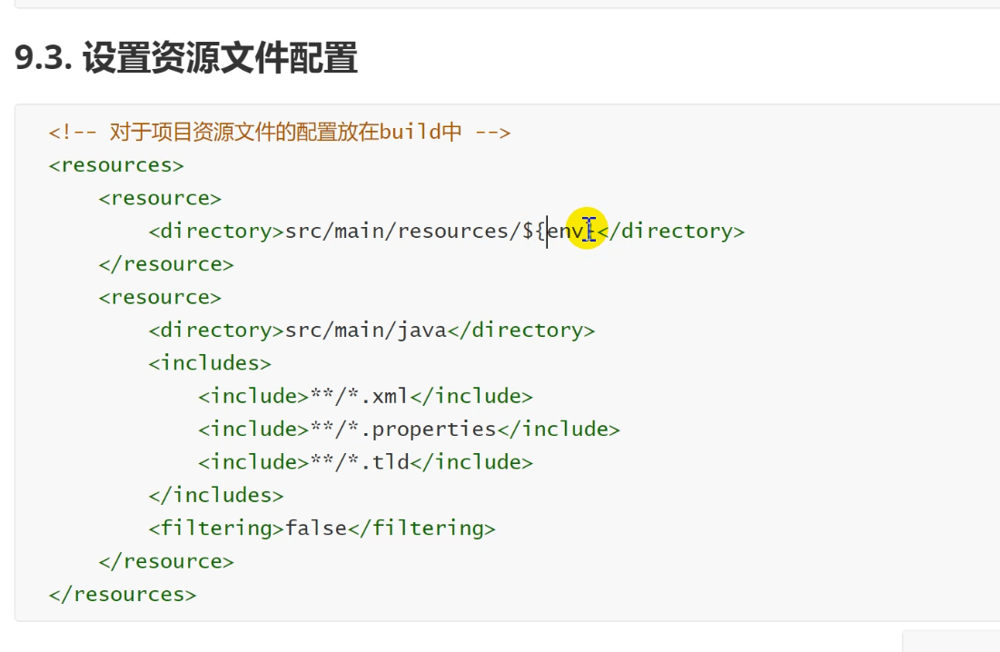 9.3. 设置资源文件配置
<!-- 对于项目资源文件的配置放在build中 -->
<resources>
<resource>
<directory>src/main/resources/${env}</directory>
</resource>
<resource>
<directory>src/main/java</directory>
<includes>
<include>**/*.xml</include>
<include>**/*.properties</include>
<include>**/*.tld</include>
</includes>
<filtering>false</filtering>
</resource>
</resources>